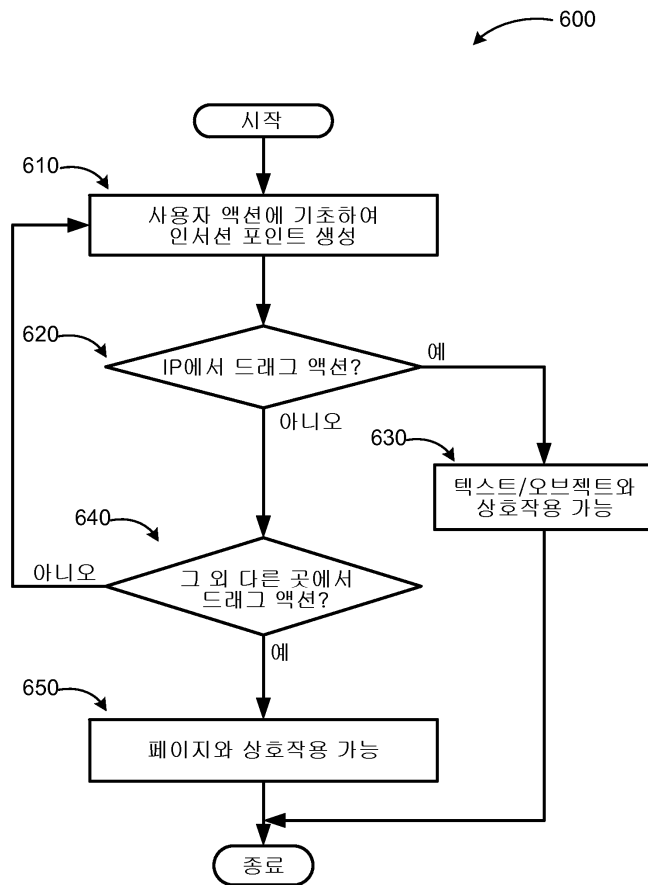 600
시작
610
사용자 액션에 기초하여
인서션 포인트 생성
620
IP에서 드래그 액션?
예
아니오
630
텍스트/오브젝트와
상호작용 가능
640
아니오
그 외 다른 곳에서
드래그 액션?
예
650
페이지와 상호작용 가능
종료